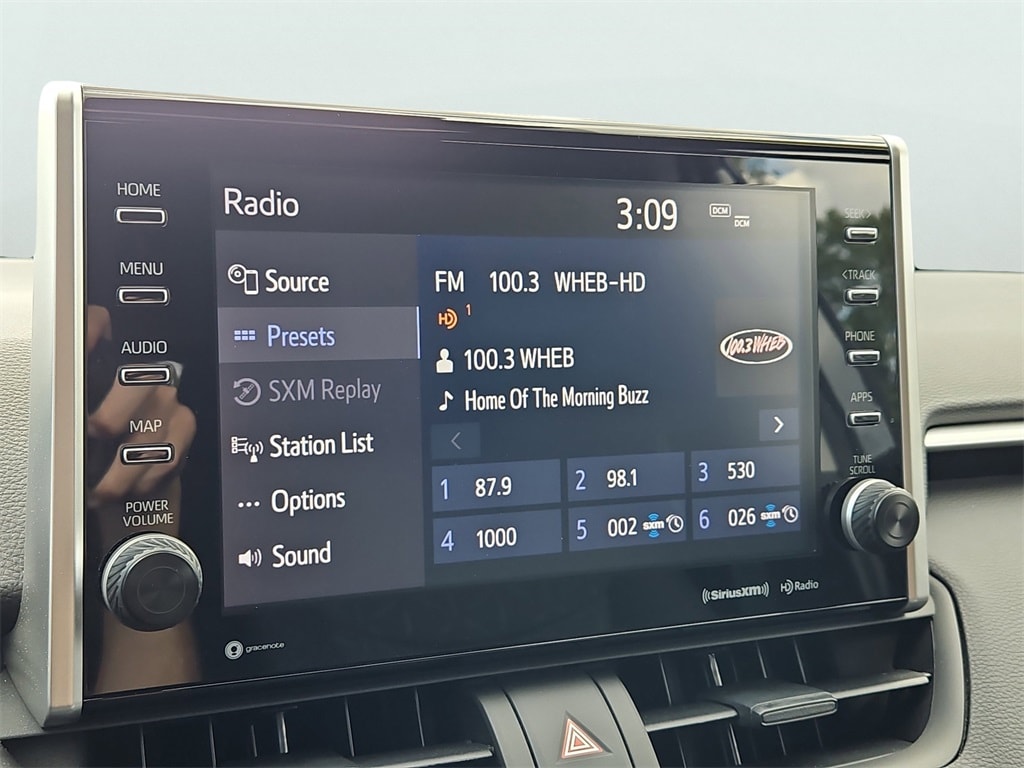 HOME
MENU
AUDIO
MAP
POWER
VOLUME
Radio
3:09
DCM
DCM
Source
Presets
SXM Replay
Station List
Options
Sound
FM 100.3 WHEB-HD
HD 1
100.3 WHEB
100.3 WHEB
Home Of The Morning Buzz
1 87.9
2 98.1
3 530
4 1000
5 002 sxm
6 026 sxm
SEEK>
<TRACK
PHONE
APPS
TUNE
SCROLL
gracenote
((SiriusXM))
HD Radio